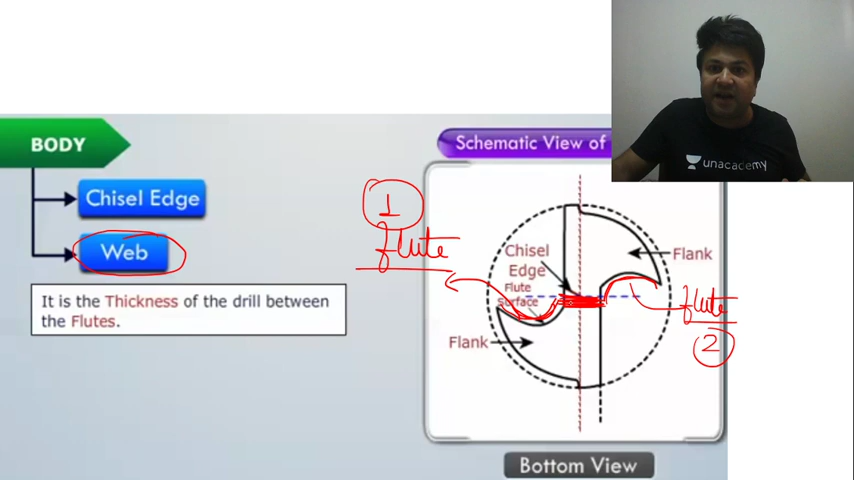 BODY
Chisel Edge
Web
It is the Thickness of the drill between
the Flutes.
Schematic View of
1
flute
Chisel
Edge
Flute
Surface
Flank
Flank
flute
2
Bottom View
unacademy